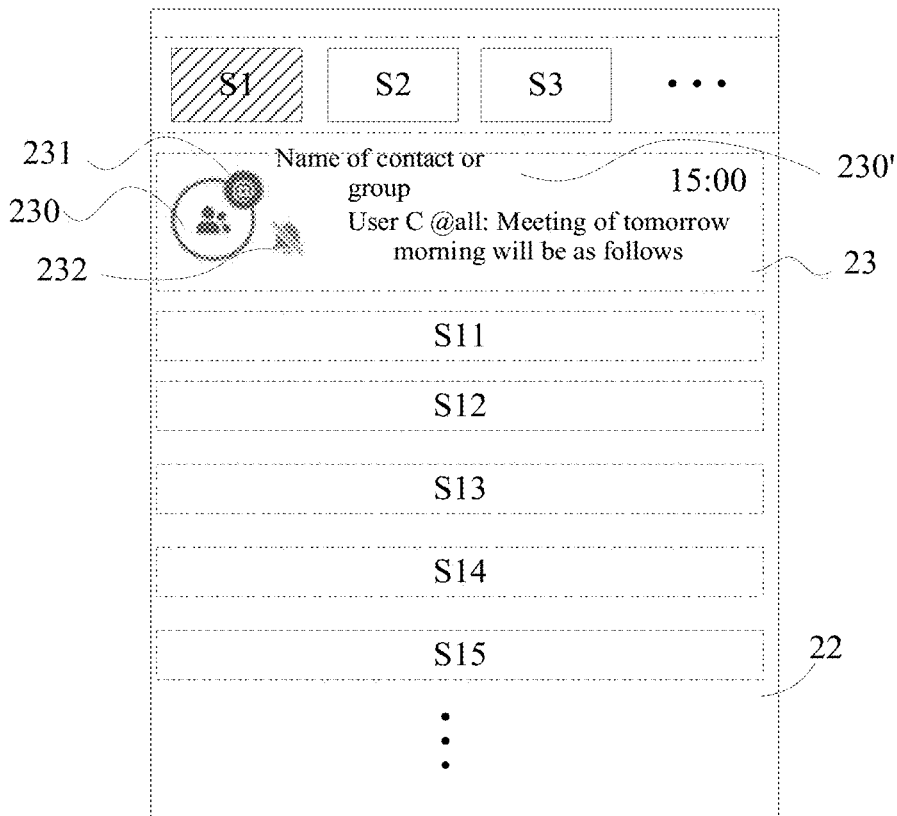 S1 S2 S3 • • •
231
Name of contact or
group
15:00
230'
230
User C @all: Meeting of tomorrow
morning will be as follows
232
23
S11
S12
S13
S14
S15
22